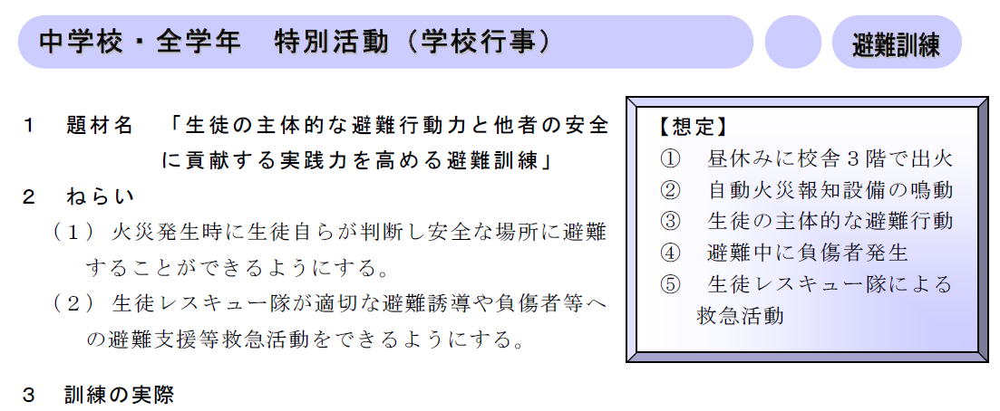 中学校・全学年　特別活動（学校行事）
避難訓練
１　題材名　「生徒の主体的な避難行動力と他者の安全
に貢献する実践力を高める避難訓練」
２　ねらい
（１）火災発生時に生徒自らが判断し安全な場所に避難
することができるようにする。
（２）生徒レスキュー隊が適切な避難誘導や負傷者等へ
の避難支援等救急活動をできるようにする。
【想定】
①　昼休みに校舎３階で出火
②　自動火災報知設備の鳴動
③　生徒の主体的な避難行動
④　避難中に負傷者発生
⑤　生徒レスキュー隊による
救急活動
３　訓練の実際